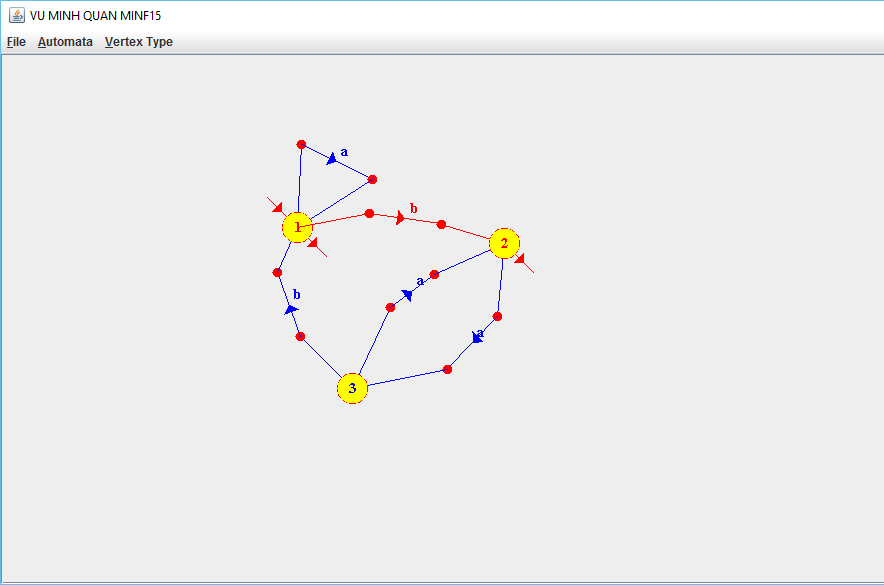 VU MINH QUAN MINF15
File Automata Vertex Type
a
b
1
2
a
b
a
3